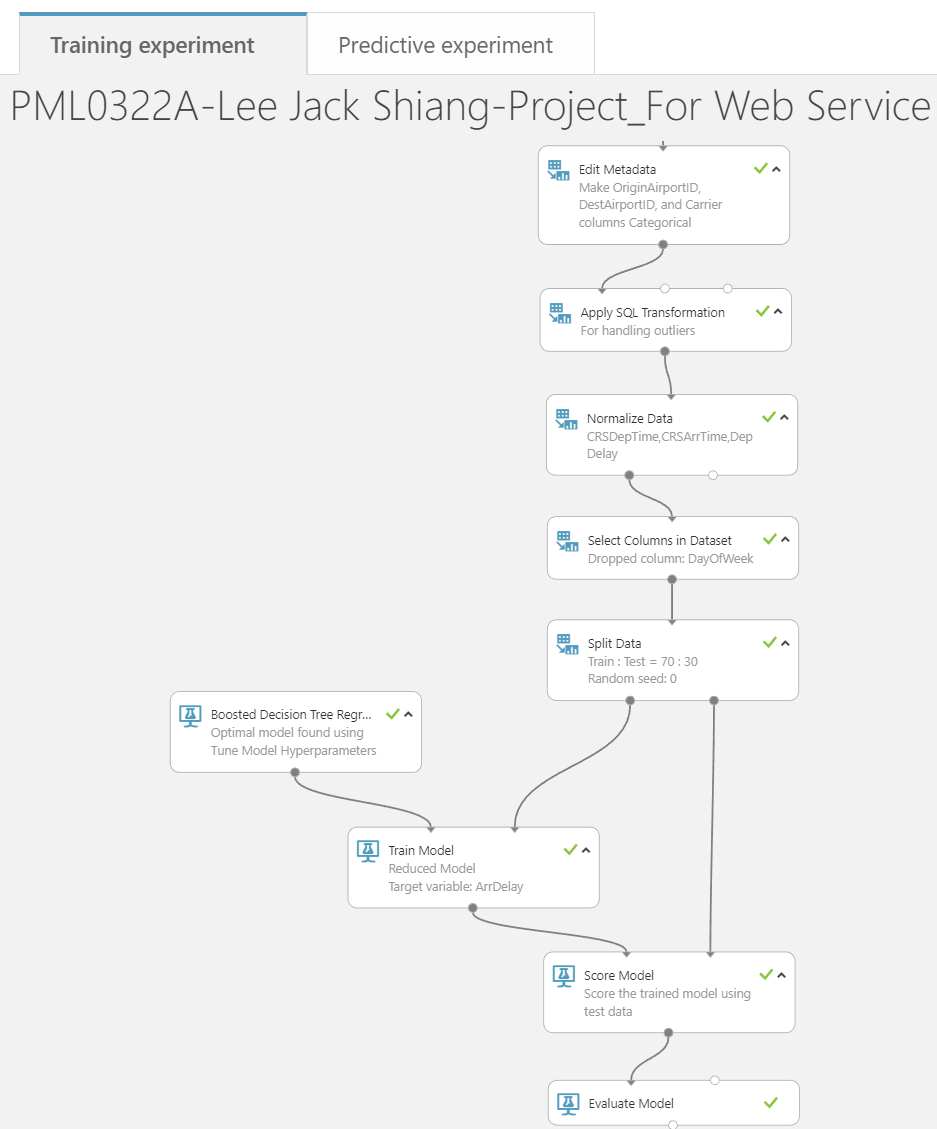 Training experiment
Predictive experiment
PML0322A-Lee Jack Shiang-Project_For Web Service
Edit Metadata
Make OriginAirportID,
DestAirportID, and Carrier
columns Categorical
Apply SQL Transformation
For handling outliers
Normalize Data
CRSDepTime,CRSArrTime,Dep
Delay
Select Columns in Dataset
Dropped column: DayOfWeek
Split Data
Train : Test = 70 : 30
Random seed: 0
Boosted Decision Tree Regr...
Optimal model found using
Tune Model Hyperparameters
Train Model
Reduced Model
Target variable: ArrDelay
Score Model
Score the trained model using
test data
Evaluate Model